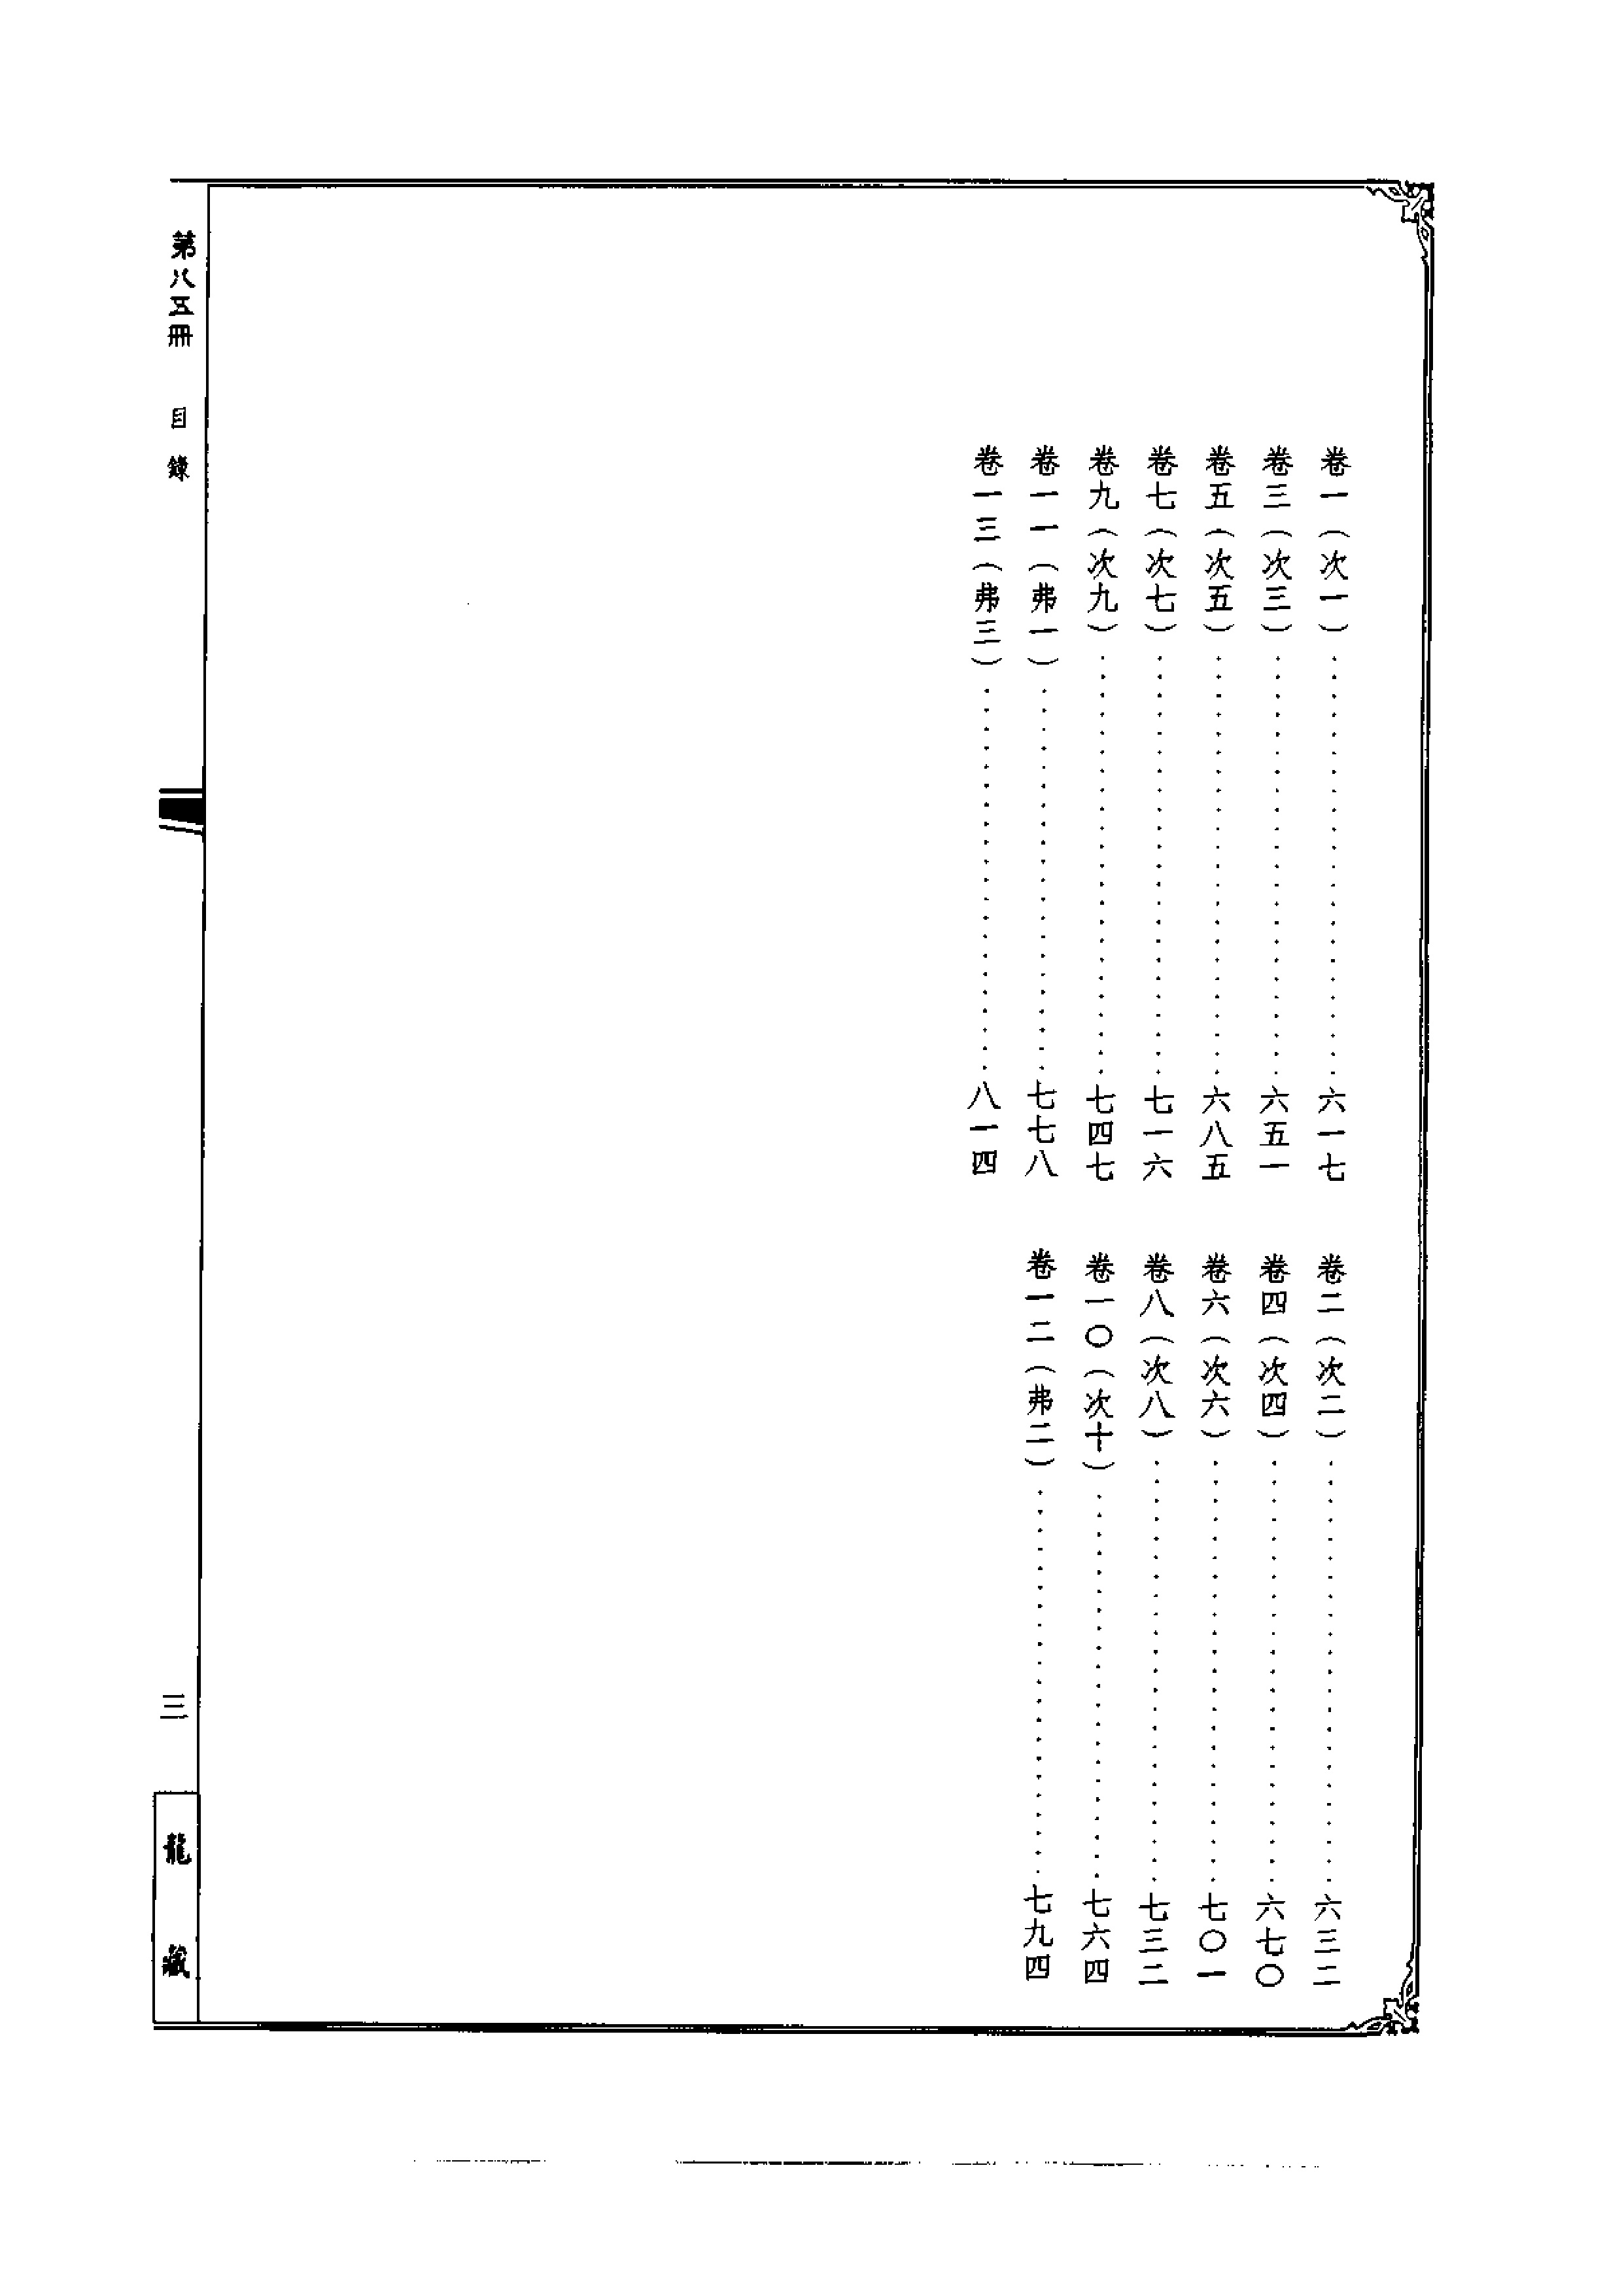 卷一(次一)……六一七
卷二(次二)……六三二
卷三(次三)……六五一
卷四(次四)……六七〇
卷五(次五)……六八五
卷六(次六)……七〇一
卷七(次七)……七一六
卷八(次八)……七三二
卷九(次九)……七四七
卷一〇(次十)……七六四
卷一一(弗一)……七七八
卷一二(弗二)……七九四
卷一三(弗三)……八一四
第八五冊 目錄
三
龍藏